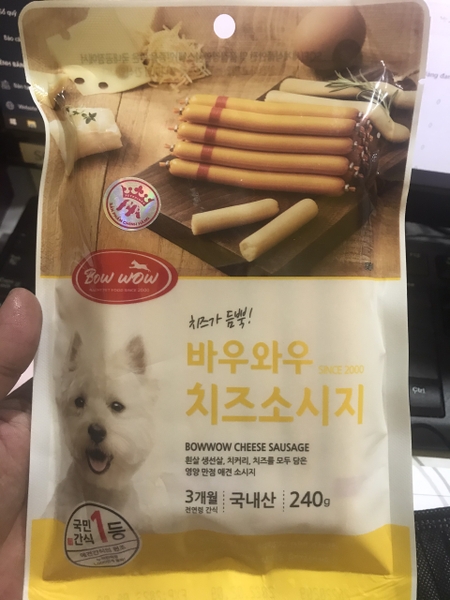 BOW WOW
치즈가 듬뿍!
바우와우
SINCE 2000
치즈소시지
BOWWOW CHEESE SAUSAGE
흰살 생선살, 치커리, 치즈를 모두 담은
영양 만점 애견 소시지
3개월
전연령 간식
국내산
240g
국민
간식
1등
Ctrl